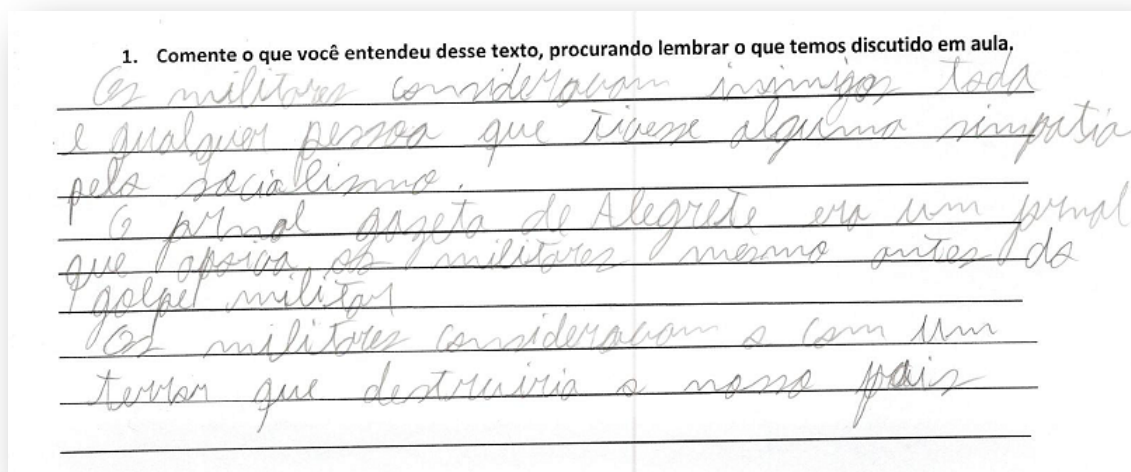 1. Comente o que você entendeu desse texto, procurando lembrar o que temos discutido em aula.
Os militares consideravam inimigos toda
e qualquer pessoa que tivesse alguma simpatia
pelo socialismo.
O jornal gazeta de Alegrete era um jornal
que apoiava os militares mesmo antes do
golpe militar
Os militares consideravam o com um
terror que destruiria o nosso país